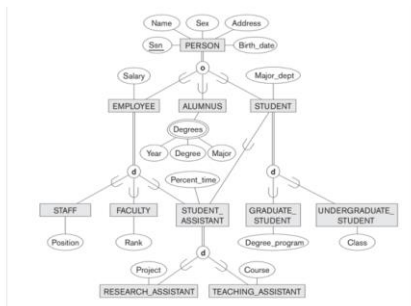 Name Sex Address
Ssn PERSON Birth_date
o
Salary Major_dept
EMPLOYEE ALUMNUS STUDENT
Degrees
Year Degree Major
d d
Percent_time
STAFF FACULTY STUDENT_ GRADUATE_ UNDERGRADUATE_
ASSISTANT STUDENT STUDENT
Position Rank Degree_program Class
d
Project Course
RESEARCH_ASSISTANT TEACHING_ASSISTANT